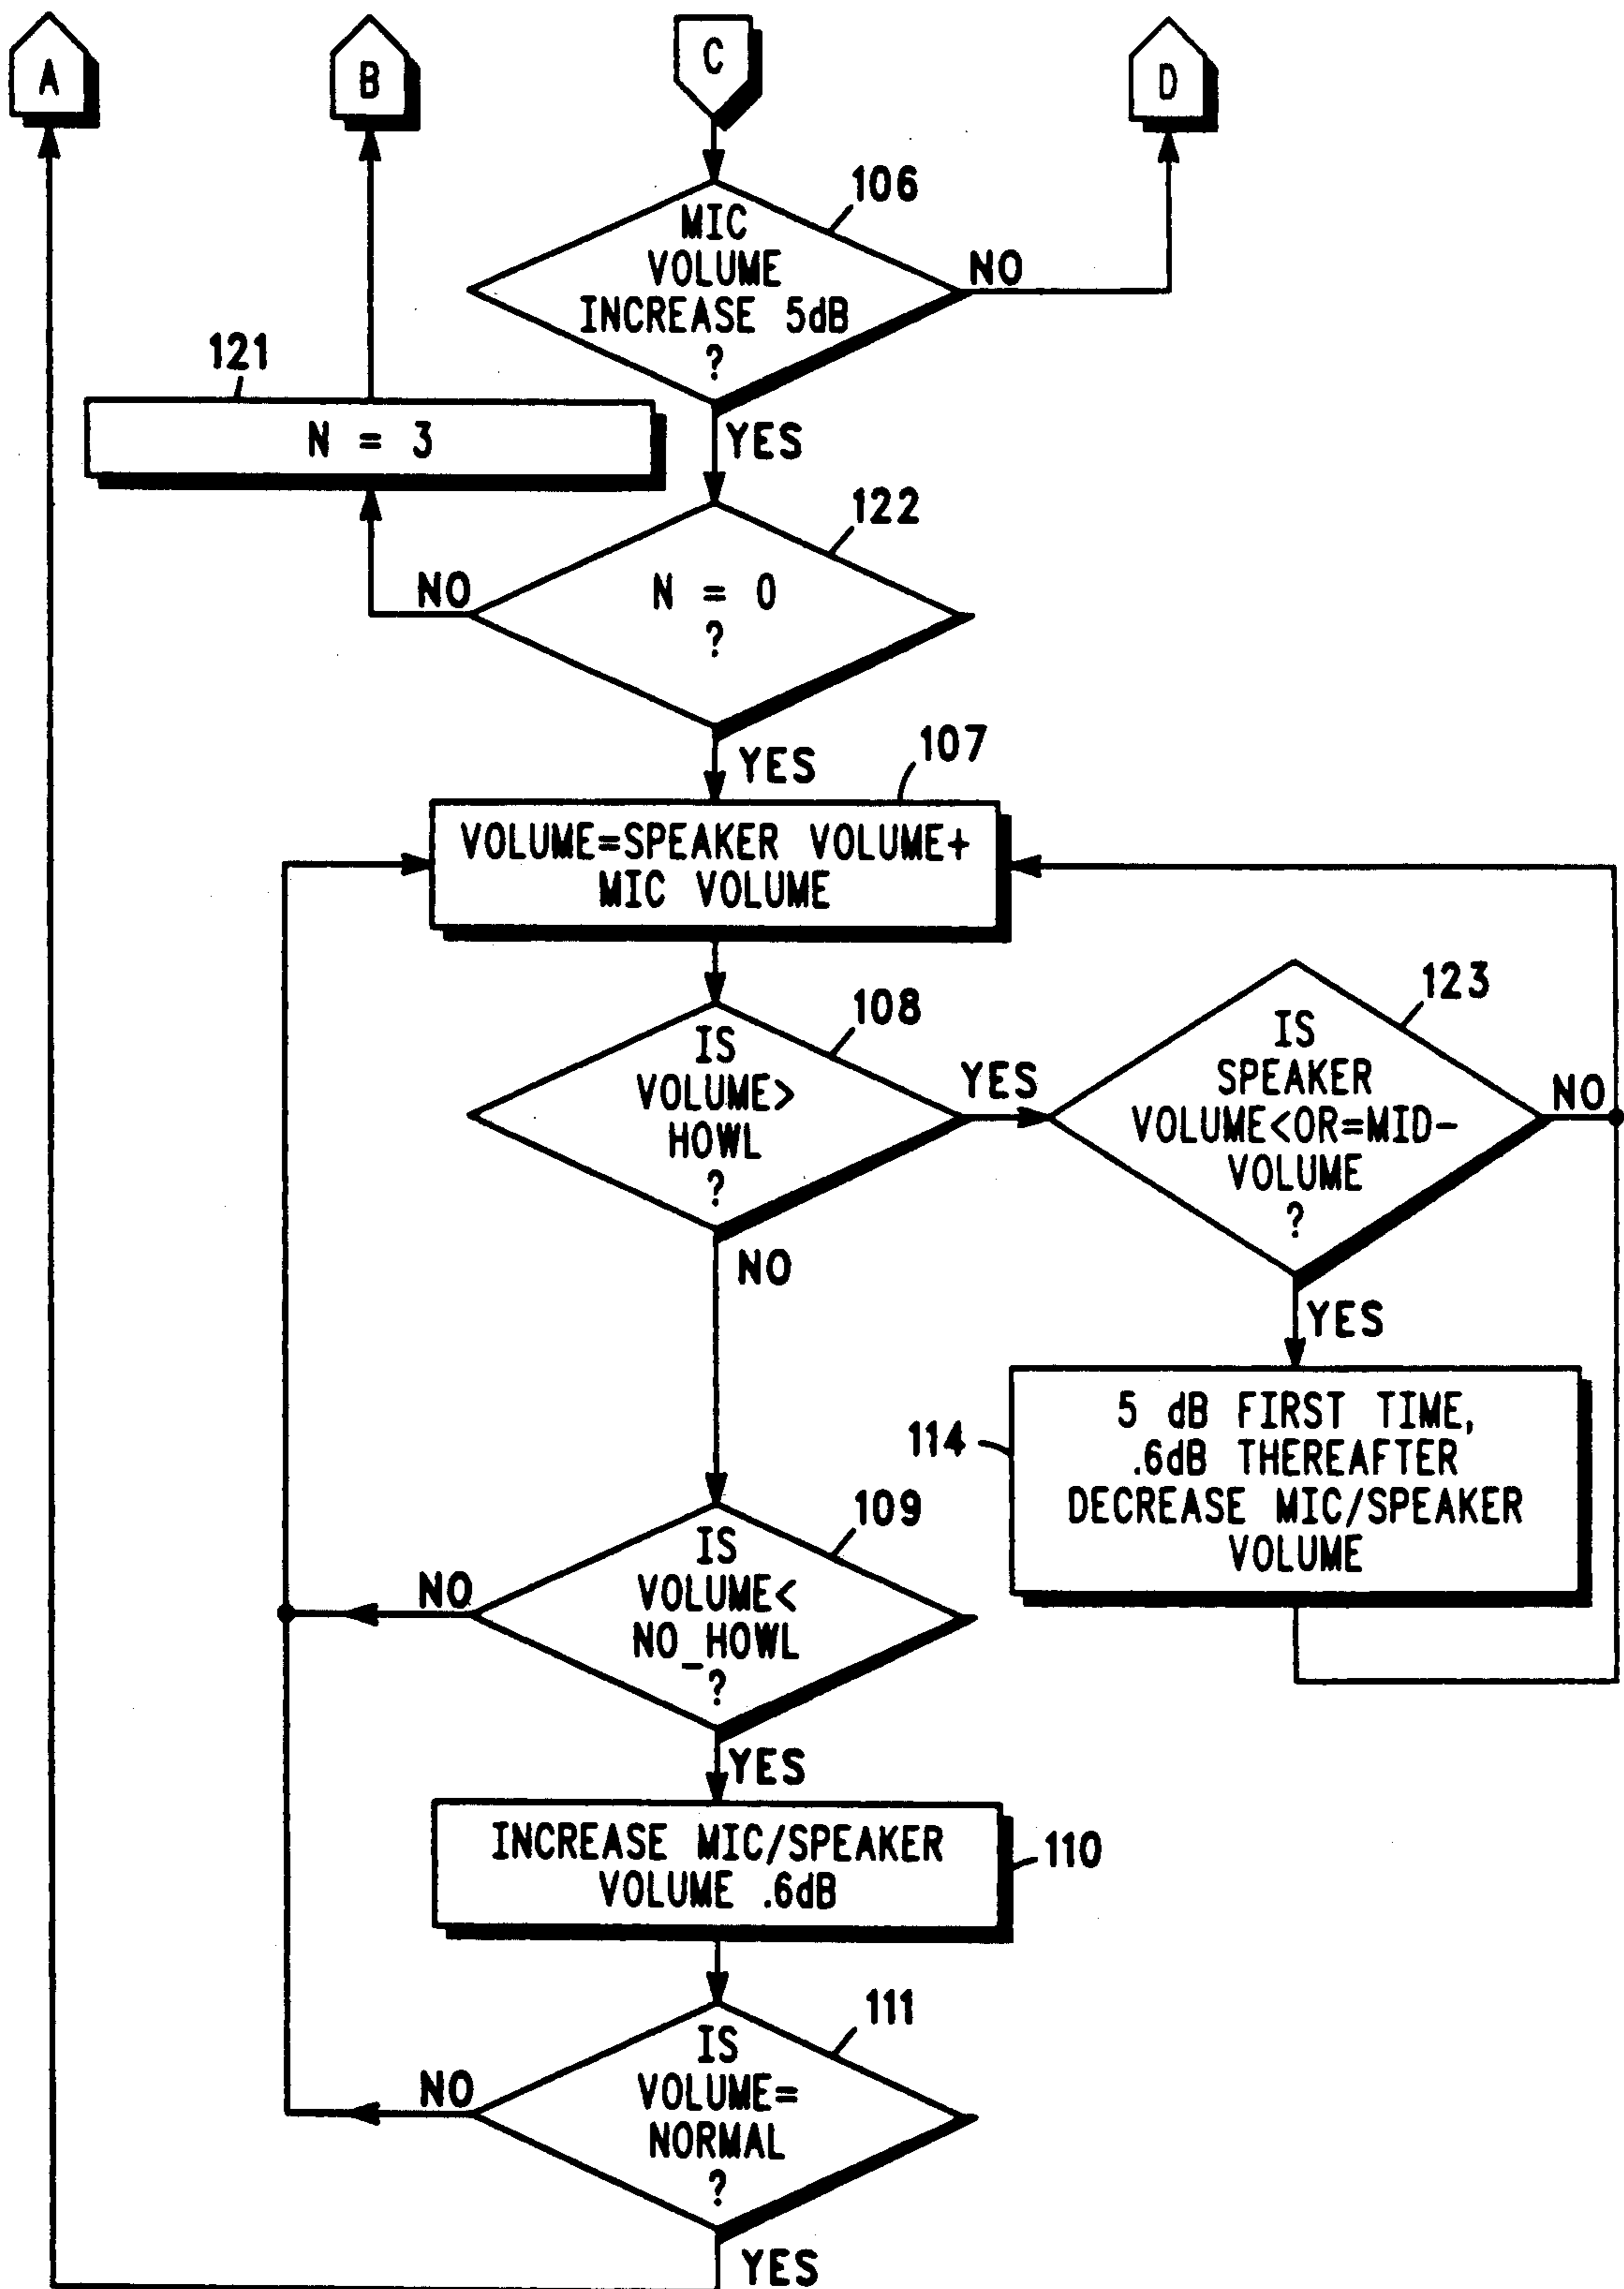 A
B
C
D
106
MIC
VOLUME
INCREASE 5dB
?
NO
YES
121
N = 3
122
N = 0
?
NO
YES
107
VOLUME=SPEAKER VOLUME+
MIC VOLUME
108
IS
VOLUME>
HOWL
?
YES
NO
123
IS
SPEAKER
VOLUME<OR=MID-
VOLUME
?
NO
YES
114
5 dB FIRST TIME,
.6dB THEREAFTER
DECREASE MIC/SPEAKER
VOLUME
109
IS
VOLUME<
NO_HOWL
?
NO
YES
INCREASE MIC/SPEAKER
VOLUME .6dB
110
111
IS
VOLUME=
NORMAL
?
NO
YES